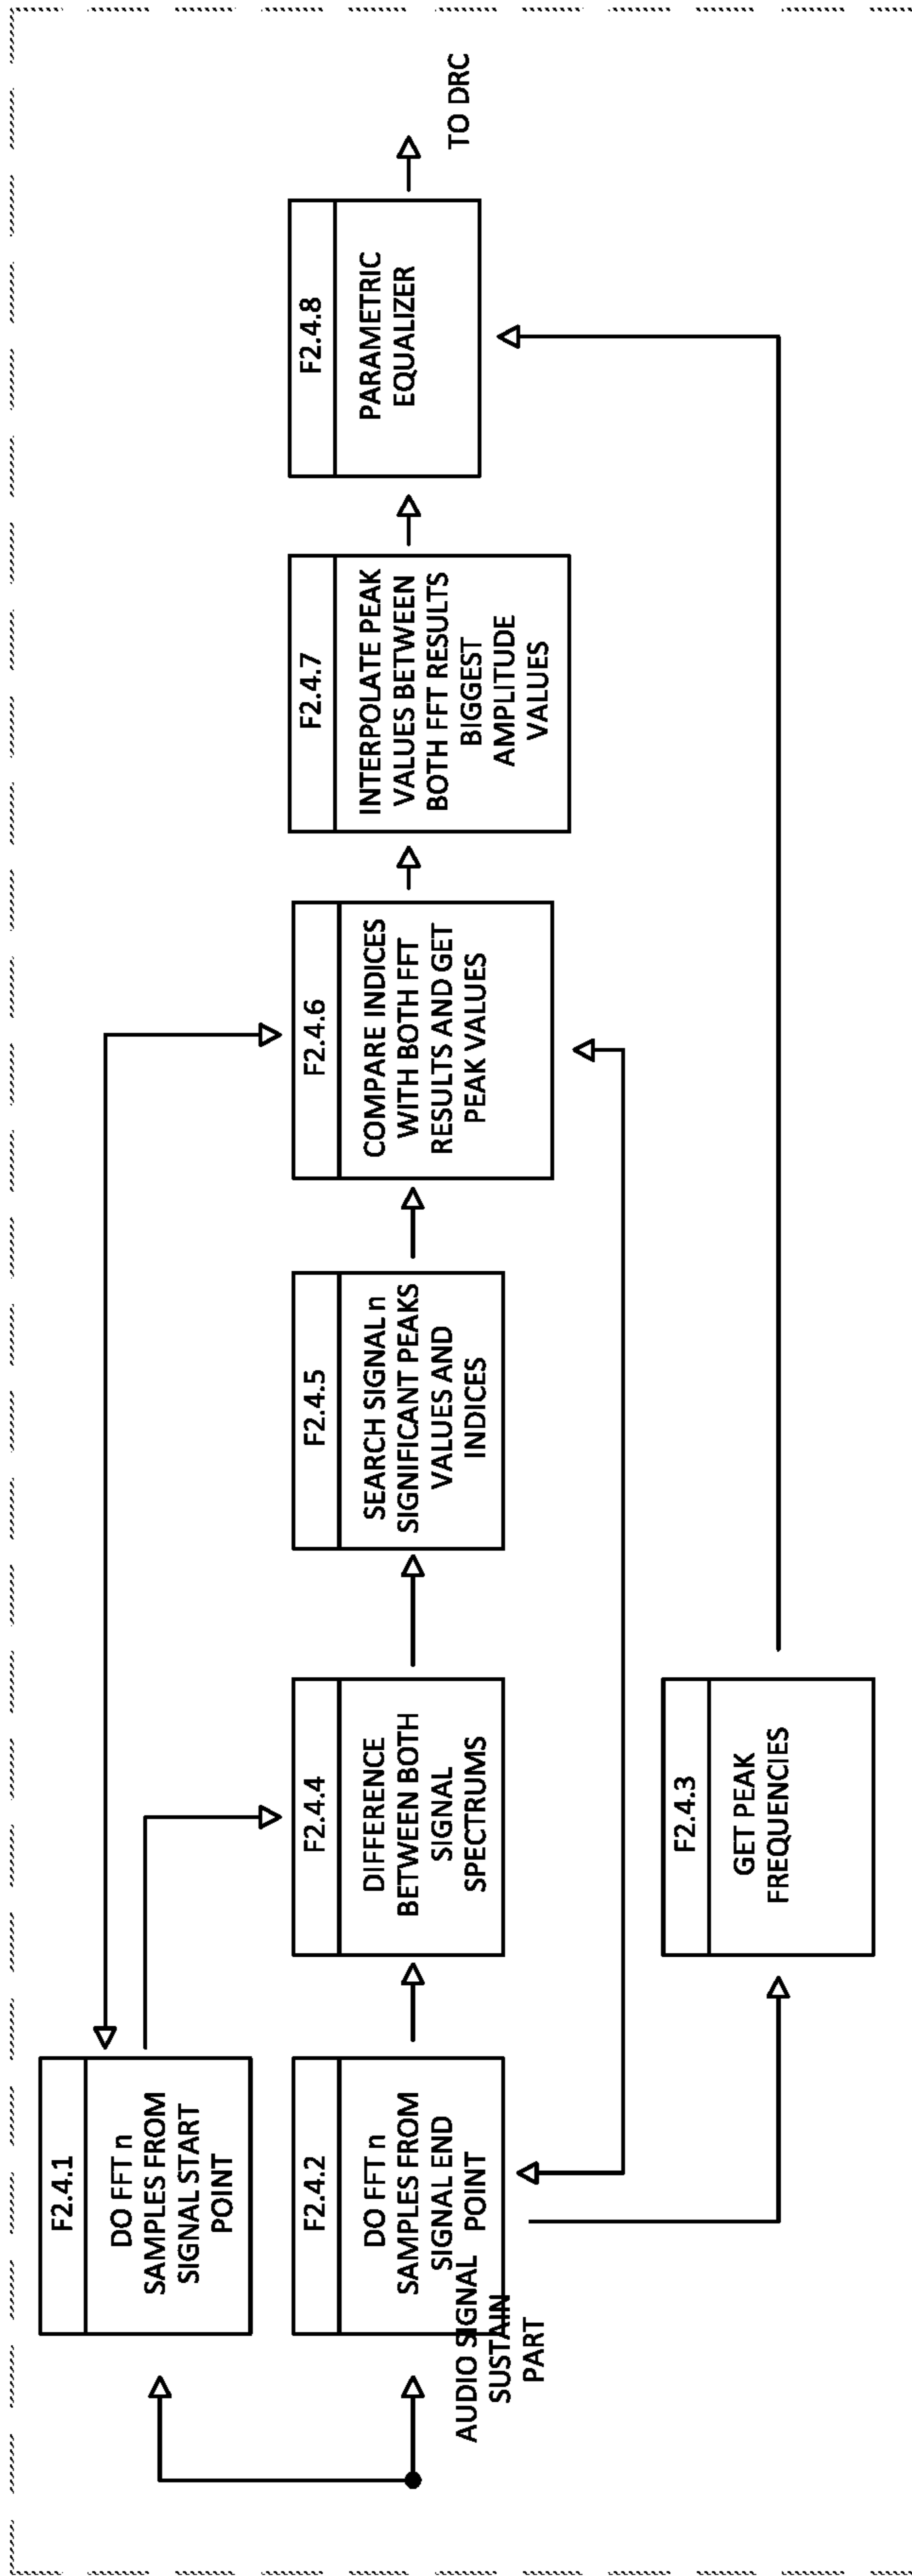 F2.4.1
DO FFT n
SAMPLES FROM
SIGNAL START
POINT
F2.4.2
DO FFT n
SAMPLES FROM
SIGNAL END
POINT
AUDIO SIGNAL
SUSTAIN
PART
F2.4.3
GET PEAK
FREQUENCIES
F2.4.4
DIFFERENCE
BETWEEN BOTH
SIGNAL
SPECTRUMS
F2.4.5
SEARCH SIGNAL n
SIGNIFICANT PEAKS
VALUES AND
INDICES
F2.4.6
COMPARE INDICES
WITH BOTH FFT
RESULTS AND GET
PEAK VALUES
F2.4.7
INTERPOLATE PEAK
VALUES BETWEEN
BOTH FFT RESULTS
BIGGEST
AMPLITUDE
VALUES
F2.4.8
PARAMETRIC
EQUALIZER
TO DRC